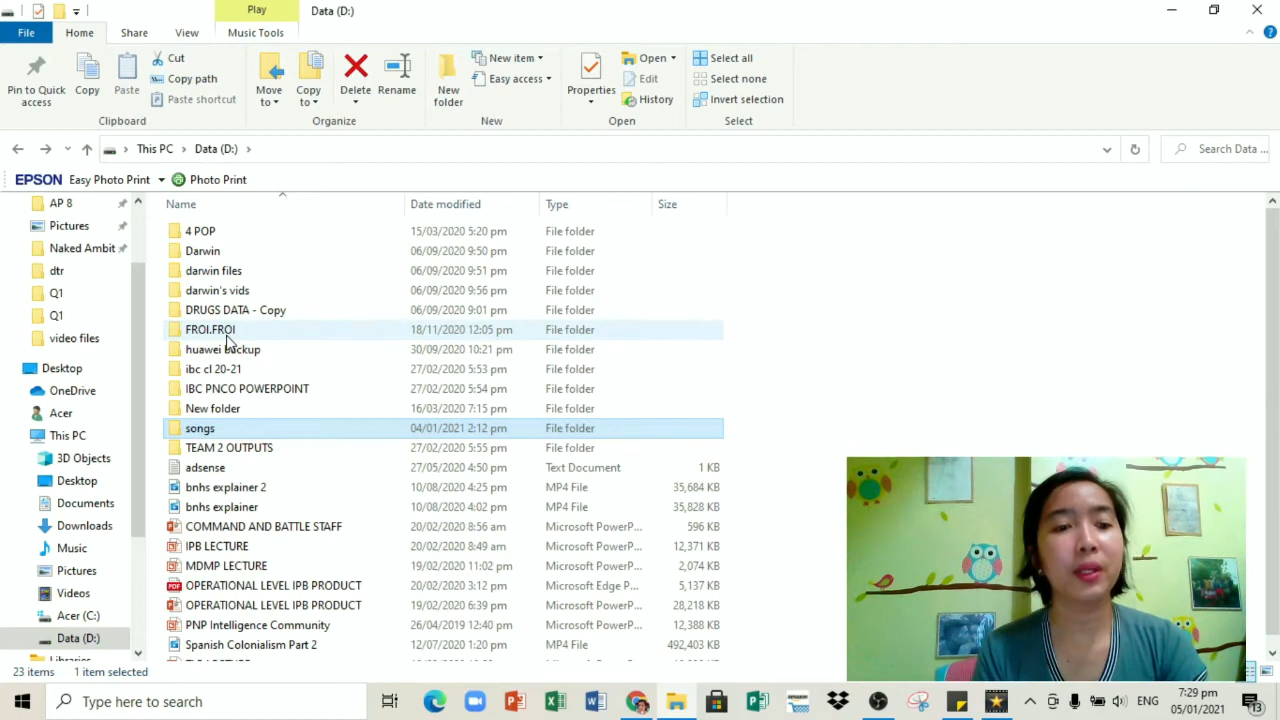 Play
Data (D:)
File
Home
Share
View
Music Tools
Pin to Quick access
Copy
Paste
Cut
Copy path
Paste shortcut
Clipboard
Move to
Copy to
Delete
Rename
Organize
New folder
New item
Easy access
New
Properties
Open
Edit
History
Open
Select all
Select none
Invert selection
Select
This PC > Data (D:) >
Search Data ...
EPSON Easy Photo Print Photo Print
AP 8
Pictures
Naked Ambit
dtr
Q1
Q1
video files
Desktop
OneDrive
Acer
This PC
3D Objects
Desktop
Documents
Downloads
Music
Pictures
Videos
Acer (C:)
Data (D:)
Name Date modified Type Size
4 POP 15/03/2020 5:20 pm File folder
Darwin 06/09/2020 9:50 pm File folder
darwin files 06/09/2020 9:51 pm File folder
darwin's vids 06/09/2020 9:56 pm File folder
DRUGS DATA - Copy 06/09/2020 9:01 pm File folder
FROI.FROI 18/11/2020 12:05 pm File folder
huawei backup 30/09/2020 10:21 pm File folder
ibc cl 20-21 27/02/2020 5:53 pm File folder
IBC PNCO POWERPOINT 27/02/2020 5:54 pm File folder
New folder 16/03/2020 7:15 pm File folder
songs 04/01/2021 2:12 pm File folder
TEAM 2 OUTPUTS 27/02/2020 5:55 pm File folder
adsense 27/05/2020 4:50 pm Text Document 1 KB
bnhs explainer 2 10/08/2020 4:25 pm MP4 File 35,684 KB
bnhs explainer 10/08/2020 4:02 pm MP4 File 35,828 KB
COMMAND AND BATTLE STAFF 20/02/2020 8:56 am Microsoft PowerP... 596 KB
IPB LECTURE 20/02/2020 8:49 am Microsoft PowerP... 12,371 KB
MDMP LECTURE 19/02/2020 11:02 pm Microsoft PowerP... 2,074 KB
OPERATIONAL LEVEL IPB PRODUCT 20/02/2020 3:12 pm Microsoft Edge P... 5,137 KB
OPERATIONAL LEVEL IPB PRODUCT 19/02/2020 6:39 pm Microsoft PowerP... 28,218 KB
PNP Intelligence Community 26/04/2019 12:40 pm Microsoft PowerP... 12,388 KB
Spanish Colonialism Part 2 12/07/2020 1:20 pm MP4 File 492,403 KB
23 items 1 item selected
Type here to search
ENG
7:29 pm
05/01/2021
13